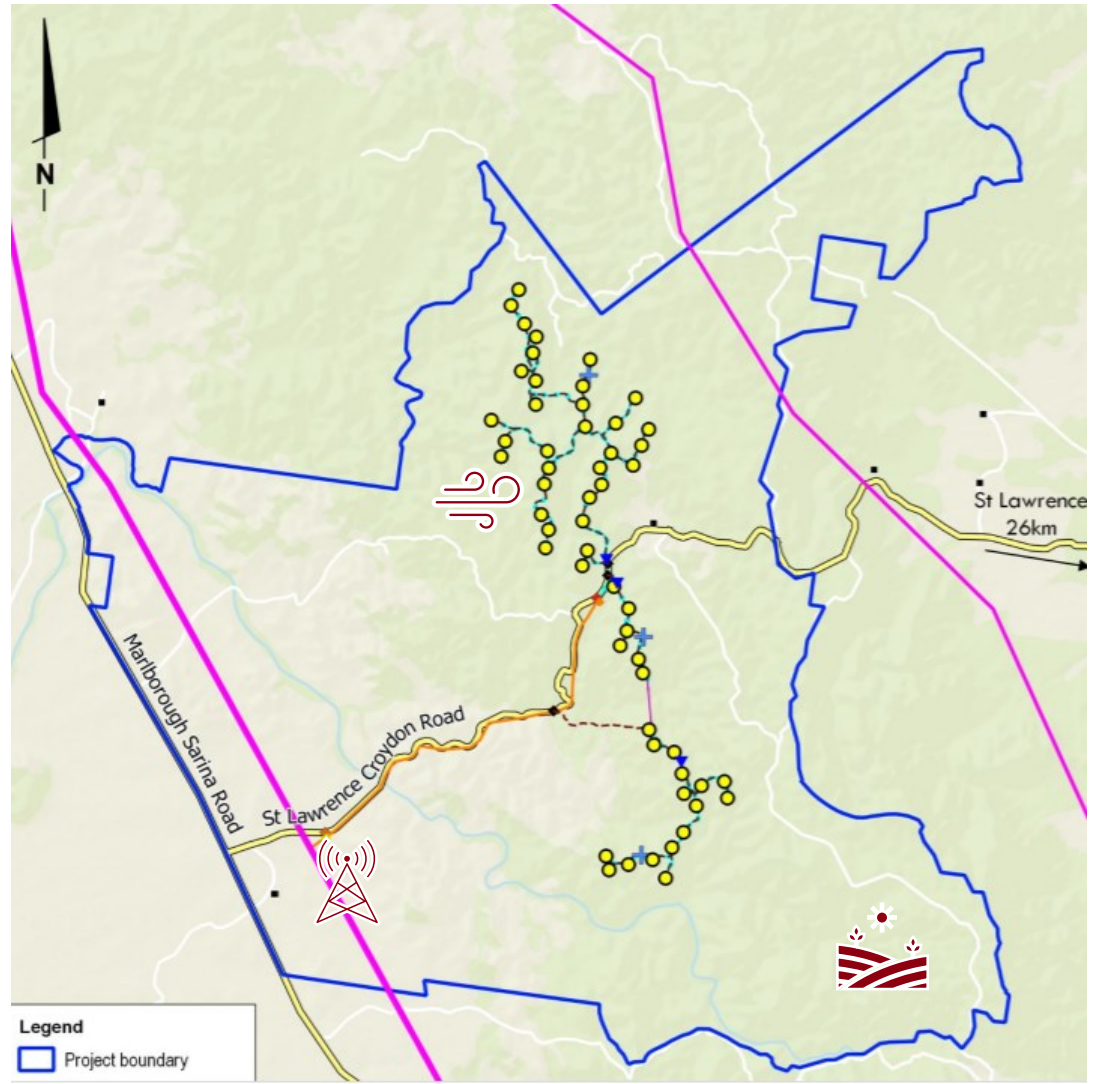 N
St Lawrence
26km
Marlborough Sarina Road
St Lawrence Croydon Road
Legend
Project boundary